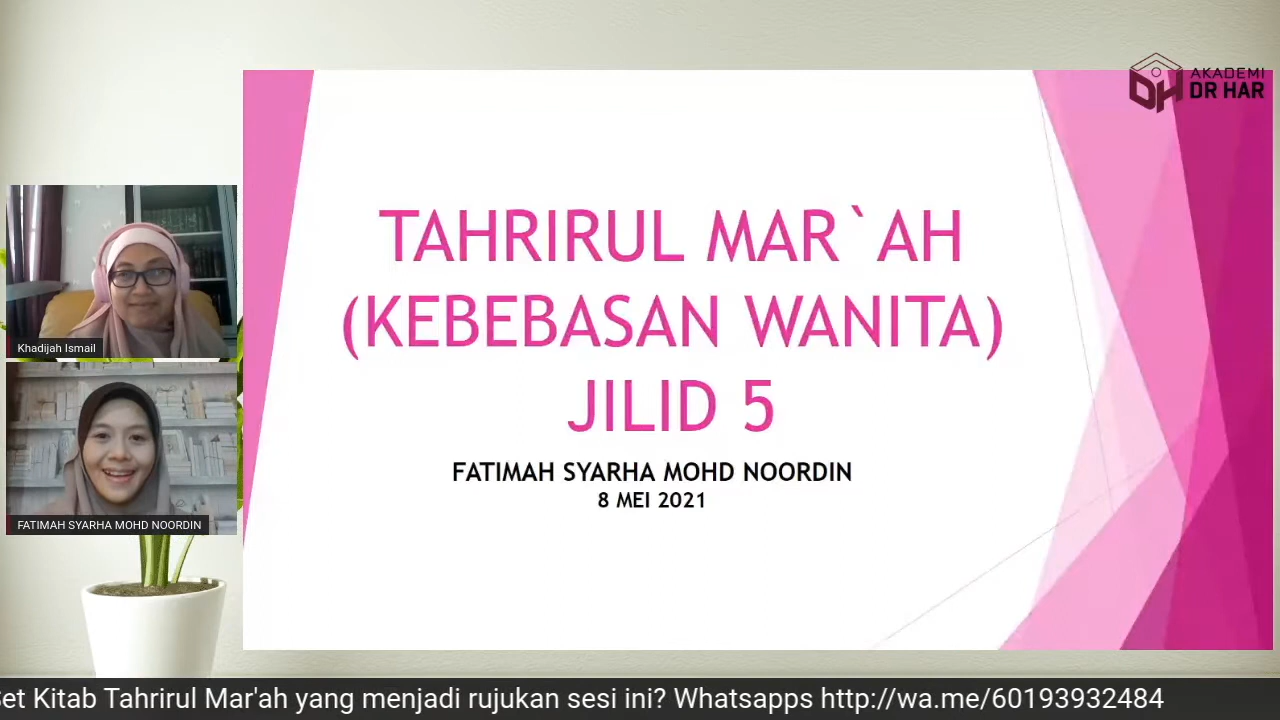 AKADEMI
DR HAR
TAHRIRUL MAR`AH
(KEBEBASAN WANITA)
JILID 5
FATIMAH SYARHA MOHD NOORDIN
8 MEI 2021
Khadijah Ismail
FATIMAH SYARHA MOHD NOORDIN
Set Kitab Tahrirul Mar'ah yang menjadi rujukan sesi ini? Whatsapps http://wa.me/60193932484